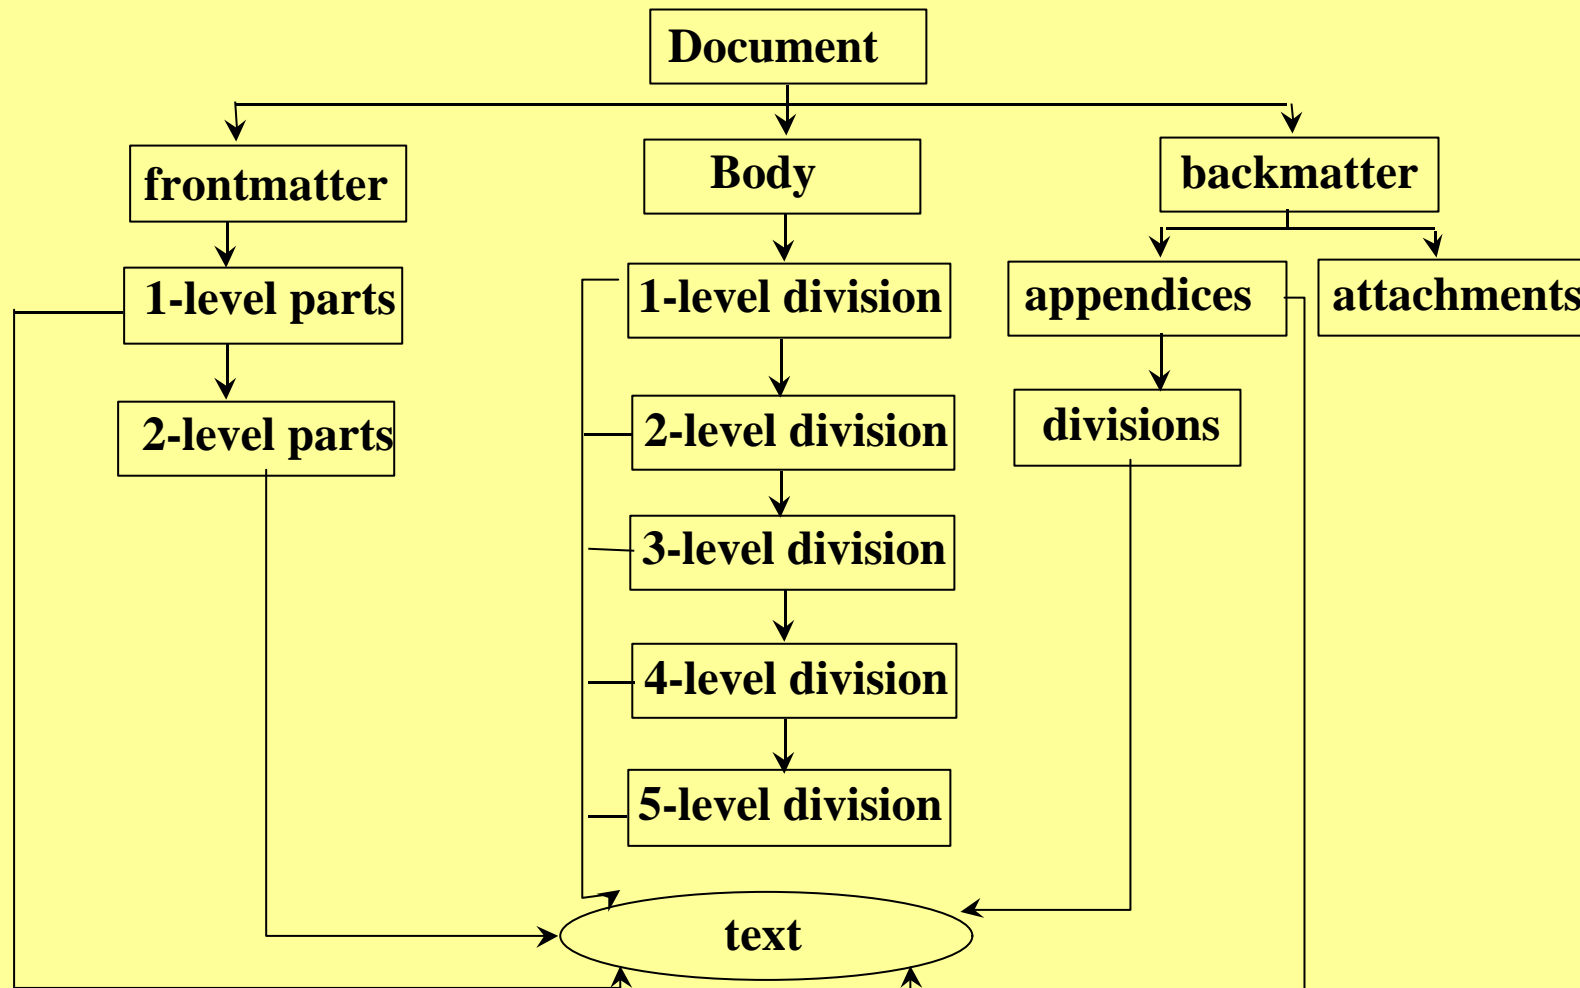 Document
frontmatter
Body
backmatter
1-level parts
1-level division
appendices
attachments
2-level parts
2-level division
divisions
3-level division
4-level division
5-level division
text